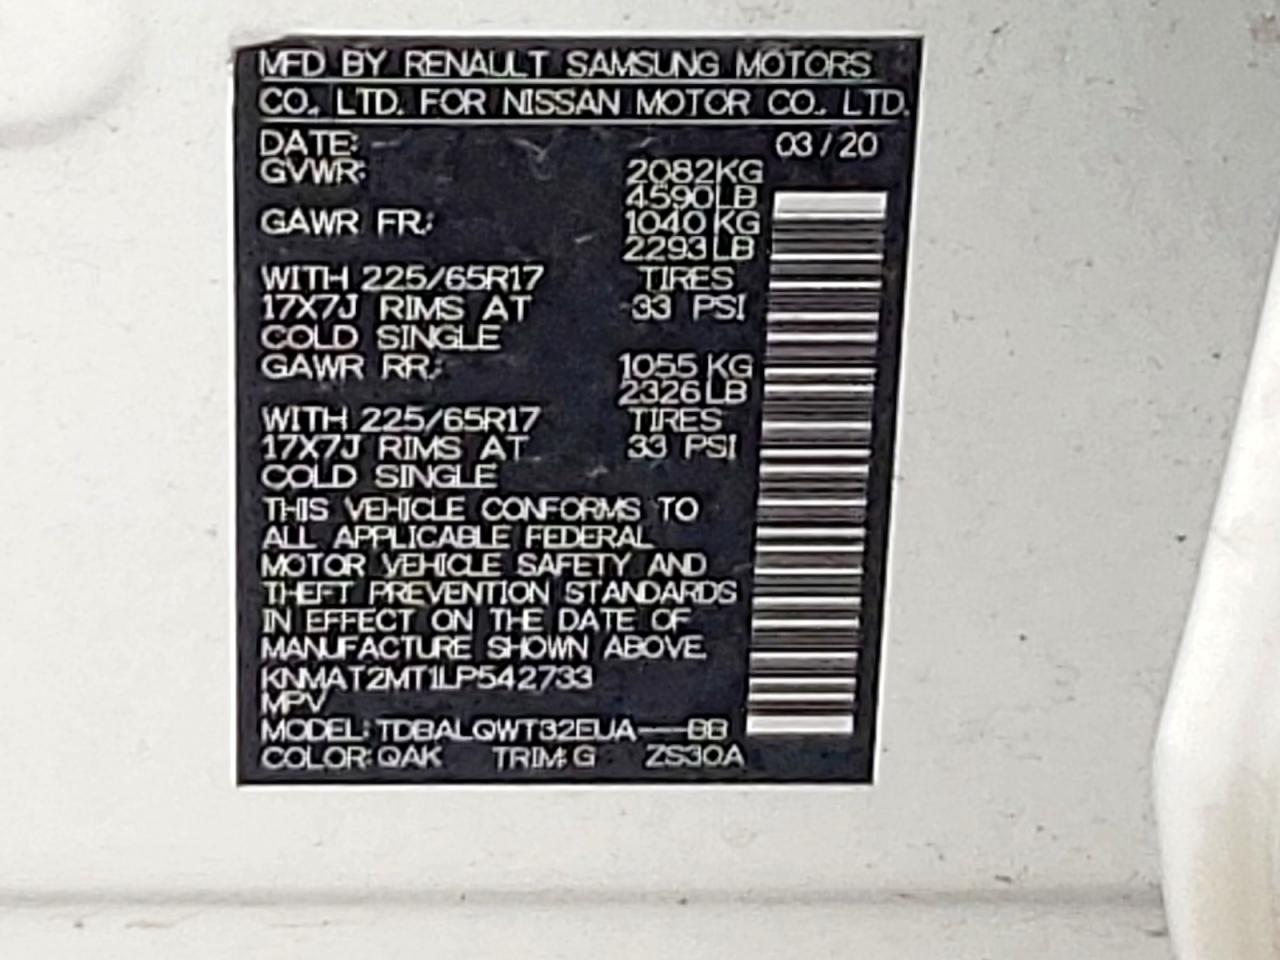 MFD BY RENAULT SAMSUNG MOTORS
CO., LTD. FOR NISSAN MOTOR CO., LTD.
DATE: 03 / 20
GVWR: 2082KG
4590LB
GAWR FR.: 1040 KG
2293LB
WITH 225/65R17 TIRES
17X7J RIMS AT 33 PSI
COLD SINGLE
GAWR RR.: 1055 KG
2326LB
WITH 225/65R17 TIRES
17X7J RIMS AT 33 PSI
COLD SINGLE
THIS VEHICLE CONFORMS TO
ALL APPLICABLE FEDERAL
MOTOR VEHICLE SAFETY AND
THEFT PREVENTION STANDARDS
IN EFFECT ON THE DATE OF
MANUFACTURE SHOWN ABOVE.
KNMAT2MT1LP542733
MPV
MODEL: TDBALQWT32EUA----BB
COLOR: QAK TRIM: G ZS30A